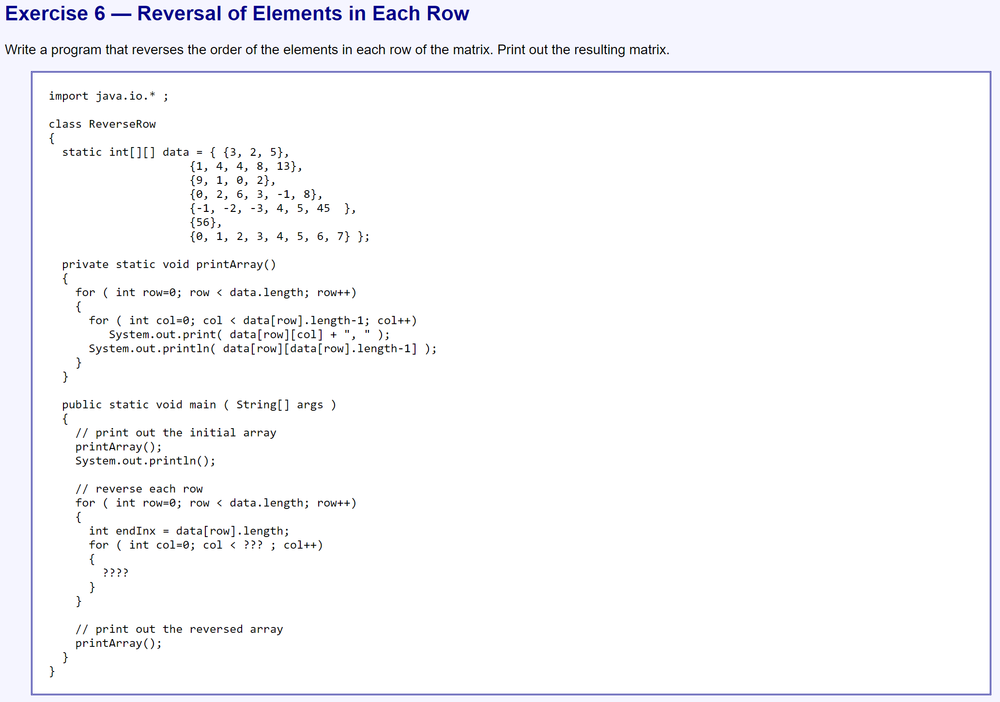 Exercise 6 — Reversal of Elements in Each Row
Write a program that reverses the order of the elements in each row of the matrix. Print out the resulting matrix.
import java.io.* ;
class ReverseRow
{
  static int[][] data = { {3, 2, 5},
                     {1, 4, 4, 8, 13},
                     {9, 1, 0, 2},
                     {0, 2, 6, 3, -1, 8},
                     {-1, -2, -3, 4, 5, 45  },
                     {56},
                     {0, 1, 2, 3, 4, 5, 6, 7} };
  private static void printArray()
  {
    for ( int row=0; row < data.length; row++)
    {
      for ( int col=0; col < data[row].length-1; col++)
         System.out.print( data[row][col] + ", " );
      System.out.println( data[row][data[row].length-1] );
    }
  }
  public static void main ( String[] args )
  {
    // print out the initial array
    printArray();
    System.out.println();
    // reverse each row
    for ( int row=0; row < data.length; row++)
    {
      int endInx = data[row].length;
      for ( int col=0; col < ??? ; col++)
      {
        ????
      }
    }
    // print out the reversed array
    printArray();
  }
}